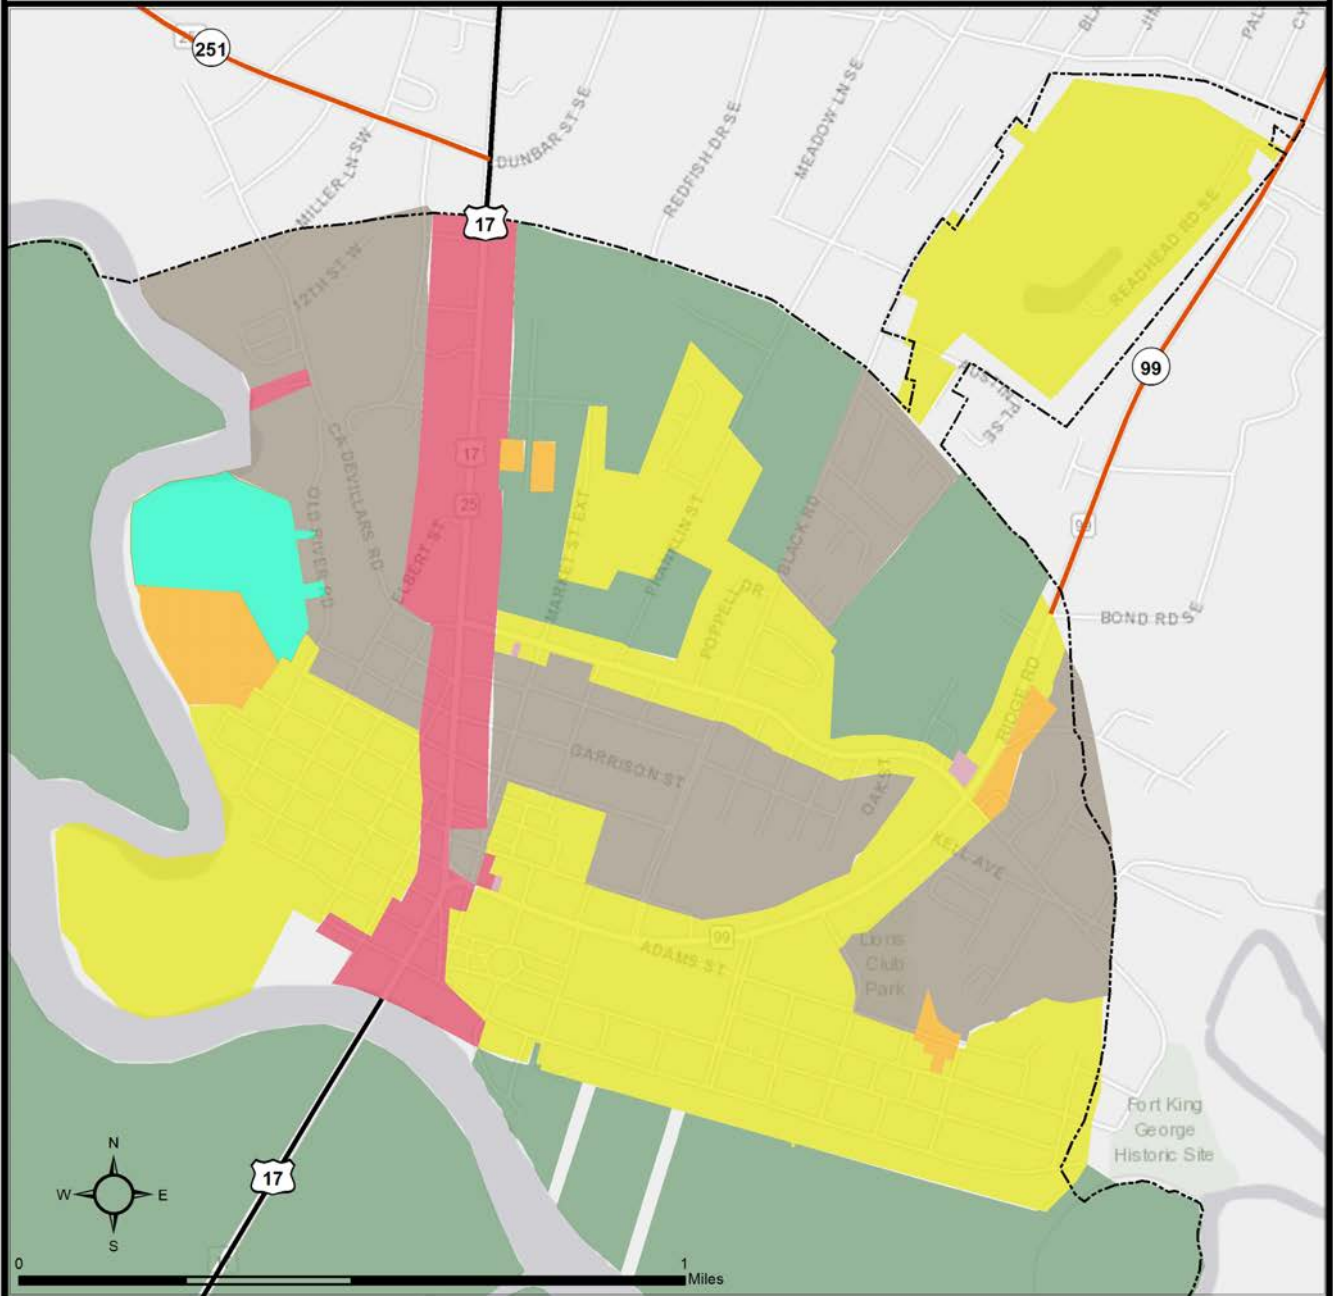 251
DUNBAR ST SE
REDFISH DR SE
MEADOW LN SE
MILLER LN SW
17
12TH ST W
READHEAD RD SE
99
AUSTIN PL SE
17
25
CA DEVILLARS RD
OLD RIVER RD
ELBERT ST
MARKET ST EXT
FRANKLIN ST
BLACK RD
POPPELL DR
99
BOND RD SE
RIDGE RD
GARRISON ST
OAK ST
KELL AVE
99
ADAMS ST
Lions
Club
Park
Fort King
George
Historic Site
N
W
E
S
17
0
1
Miles